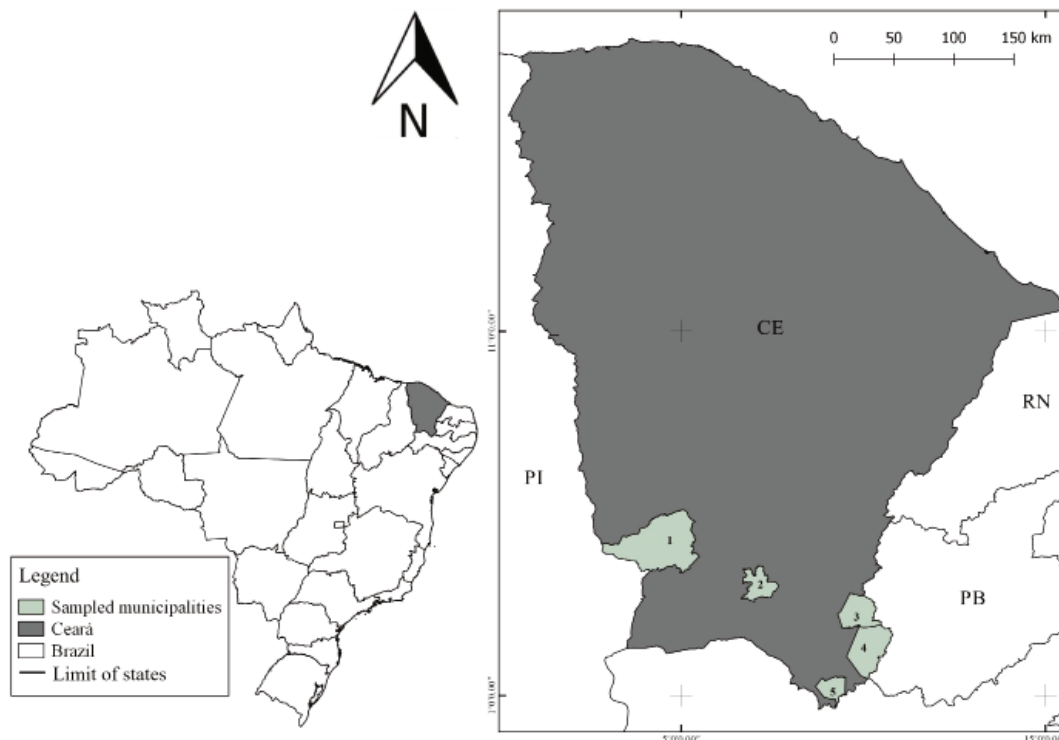 N
0 50 100 150 km
CE
RN
PI
PB
1
2
3
4
5
Legend
Sampled municipalities
Ceará
Brazil
Limit of states